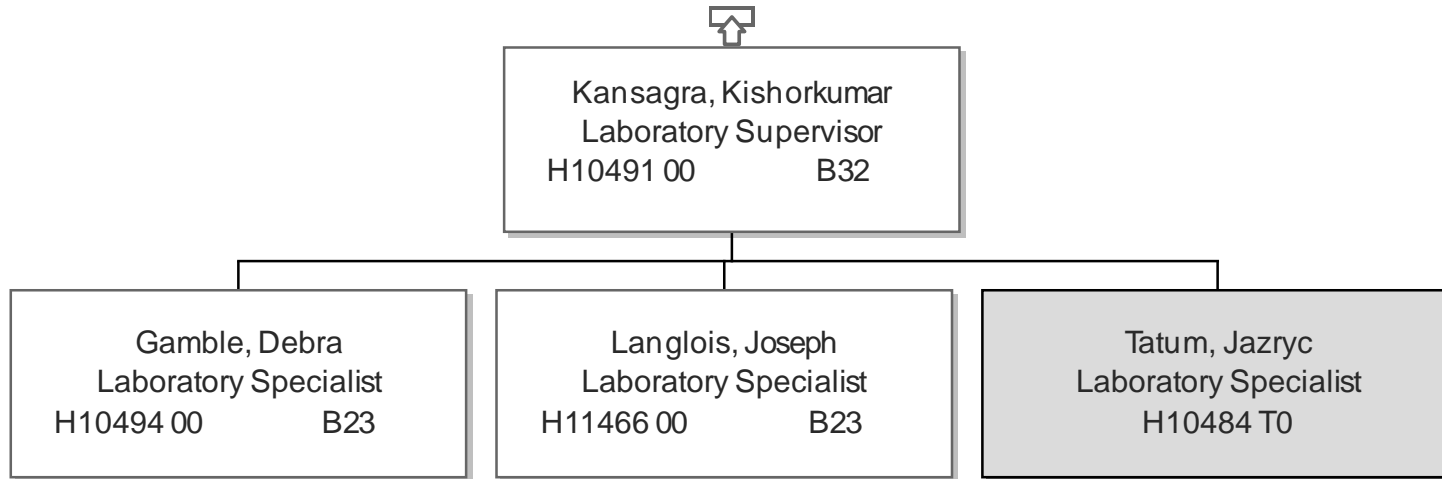 Kansagra, Kishorkumar
Laboratory Supervisor
H10491 00 B32
Gamble, Debra
Laboratory Specialist
H10494 00 B23
Langlois, Joseph
Laboratory Specialist
H11466 00 B23
Tatum, Jazryc
Laboratory Specialist
H10484 T0